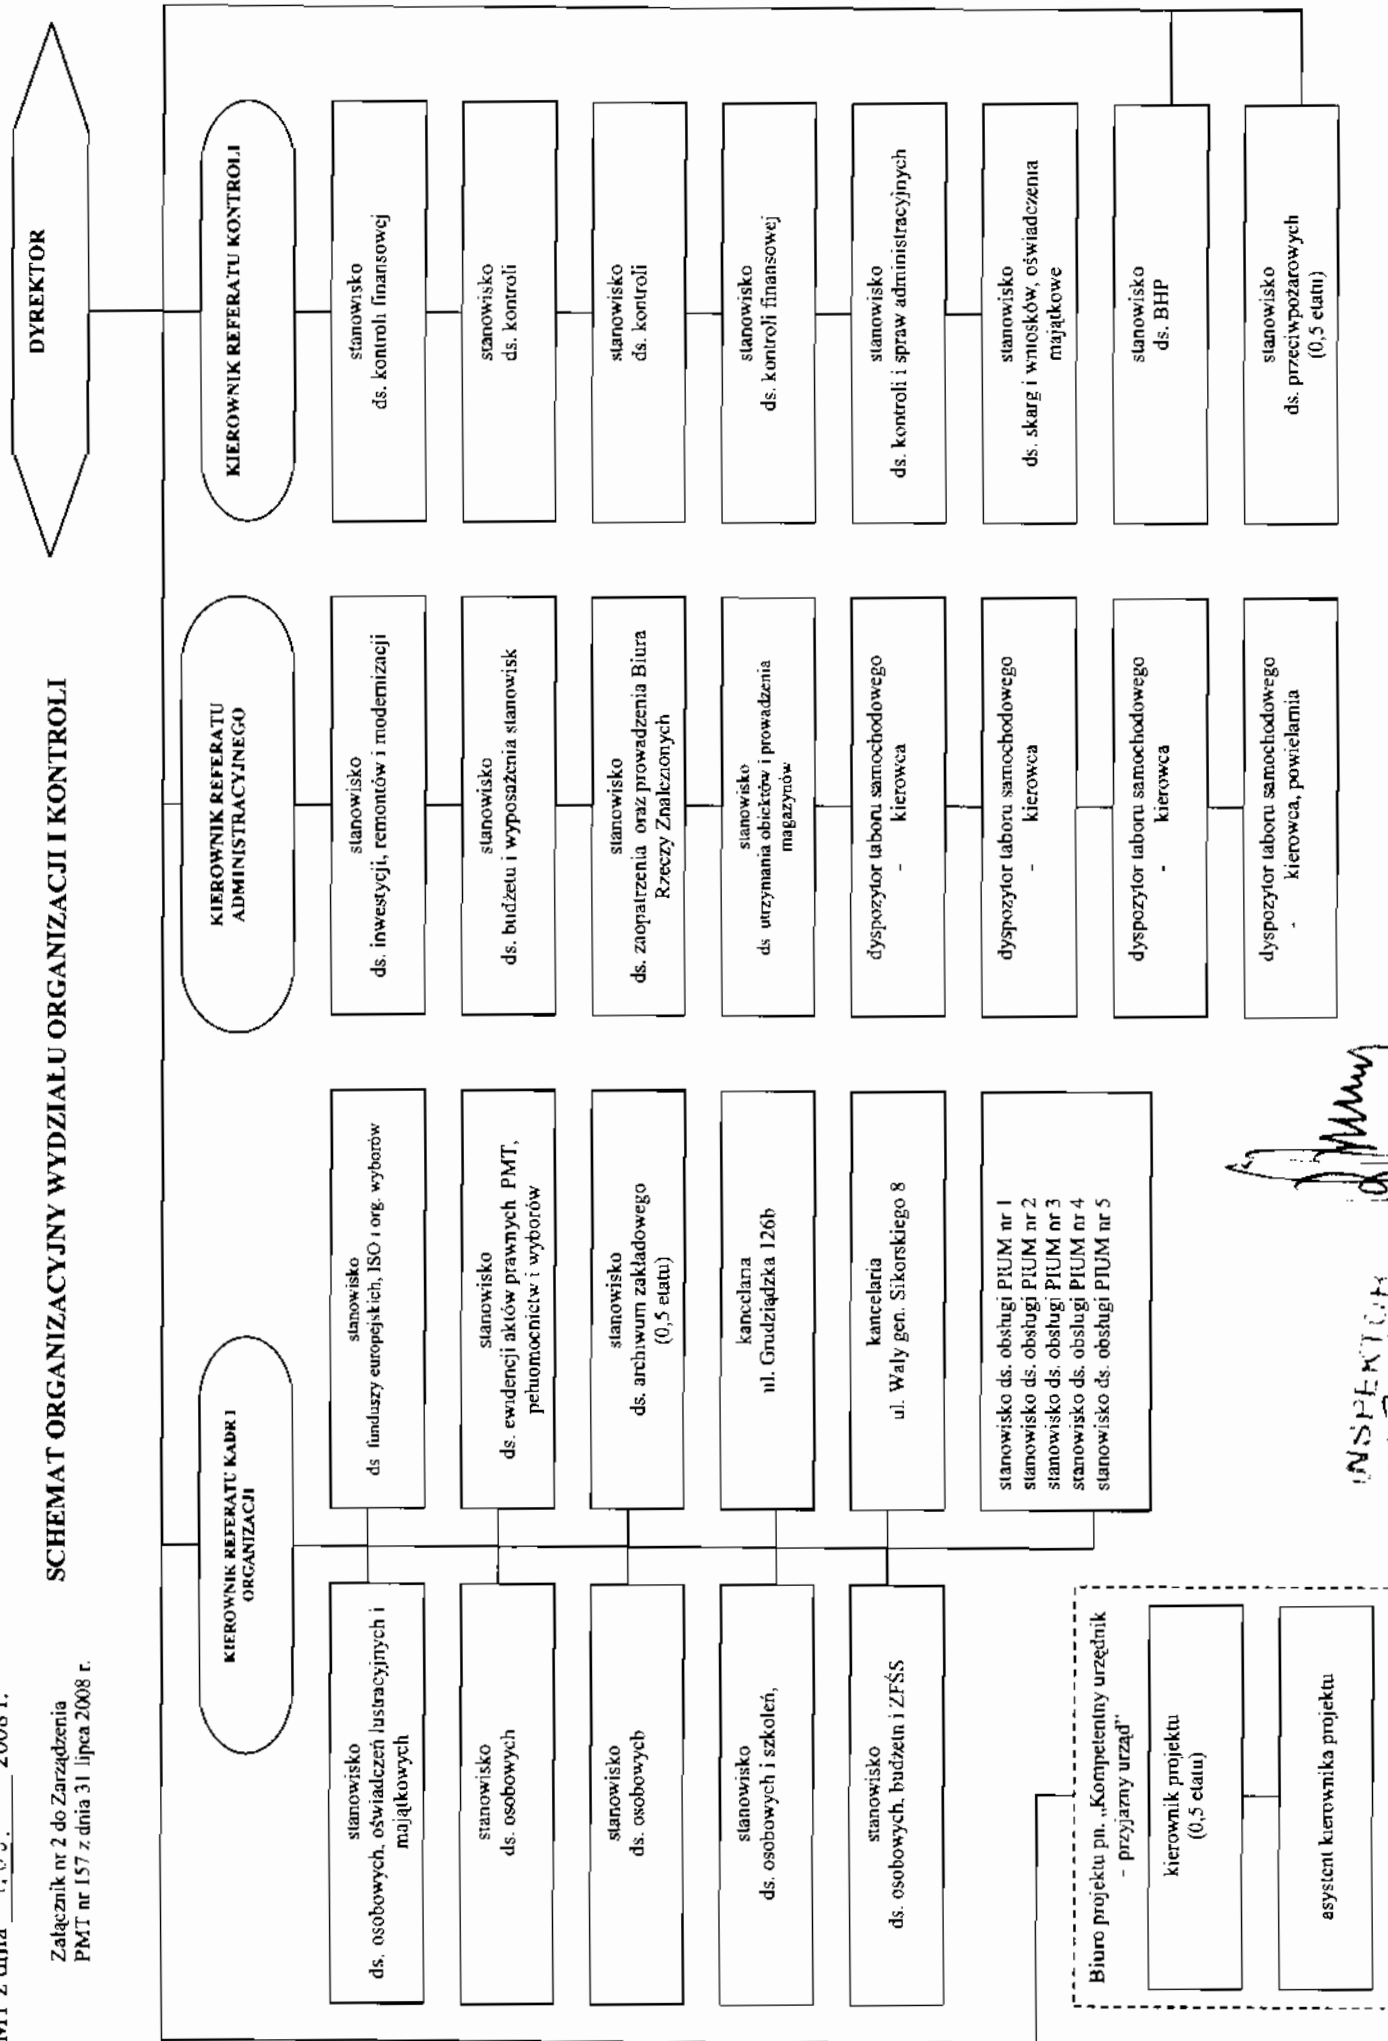 2008 r.
Załącznik nr 2 do Zarządzenia
PMT nr 157 z dnia 31 lipca 2008 r.
SCHEMAT ORGANIZACYJNY WYDZIAŁU ORGANIZACJI I KONTROLI
DYREKTOR
KIEROWNIK REFERATU KADR I
ORGANIZACJI
stanowisko
ds. osobowych, oświadczeń lustracyjnych i
majątkowych
stanowisko
ds. osobowych
stanowisko
ds. osobowych
stanowisko
ds. osobowych i szkoleń,
stanowisko
ds. osobowych, budżetu i ZFŚS
stanowisko
ds funduszy europejskich, ISO i org. wyborów
stanowisko
ds. ewidencji aktów prawnych PMT,
pełnomocnictw i wyborów
stanowisko
ds. archiwum zakładowego
(0,5 etatu)
kancelaria
ul. Grudziądzka 126b
kancelaria
ul. Wały gen. Sikorskiego 8
stanowisko ds. obsługi PIUM nr 1
stanowisko ds. obsługi PIUM nr 2
stanowisko ds. obsługi PIUM nr 3
stanowisko ds. obsługi PIUM nr 4
stanowisko ds. obsługi PIUM nr 5
KIEROWNIK REFERATU
ADMINISTRACYJNEGO
stanowisko
ds. inwestycji, remontów i modernizacji
stanowisko
ds. budżetu i wyposażenia stanowisk
stanowisko
ds. zaopatrzenia oraz prowadzenia Biura
Rzeczy Znalezionych
stanowisko
ds utrzymania obiektów i prowadzenia
magazynów
dyspozytor taboru samochodowego
- kierowca
dyspozytor taboru samochodowego
- kierowca
dyspozytor taboru samochodowego
- kierowca
dyspozytor taboru samochodowego
- kierowca, powielarnia
KIEROWNIK REFERATU KONTROLI
stanowisko
ds. kontroli finansowej
stanowisko
ds. kontroli
stanowisko
ds. kontroli
stanowisko
ds. kontroli finansowej
stanowisko
ds. kontroli i spraw administracyjnych
stanowisko
ds. skarg i wniosków, oświadczenia
majątkowe
stanowisko
ds. BHP
stanowisko
ds. przeciwpożarowych
(0,5 etatu)
Biuro projektu pn. „Kompetentny urzędnik
- przyjazny urząd"
kierownik projektu
(0,5 etatu)
asystent kierownika projektu
INSPEKTOR